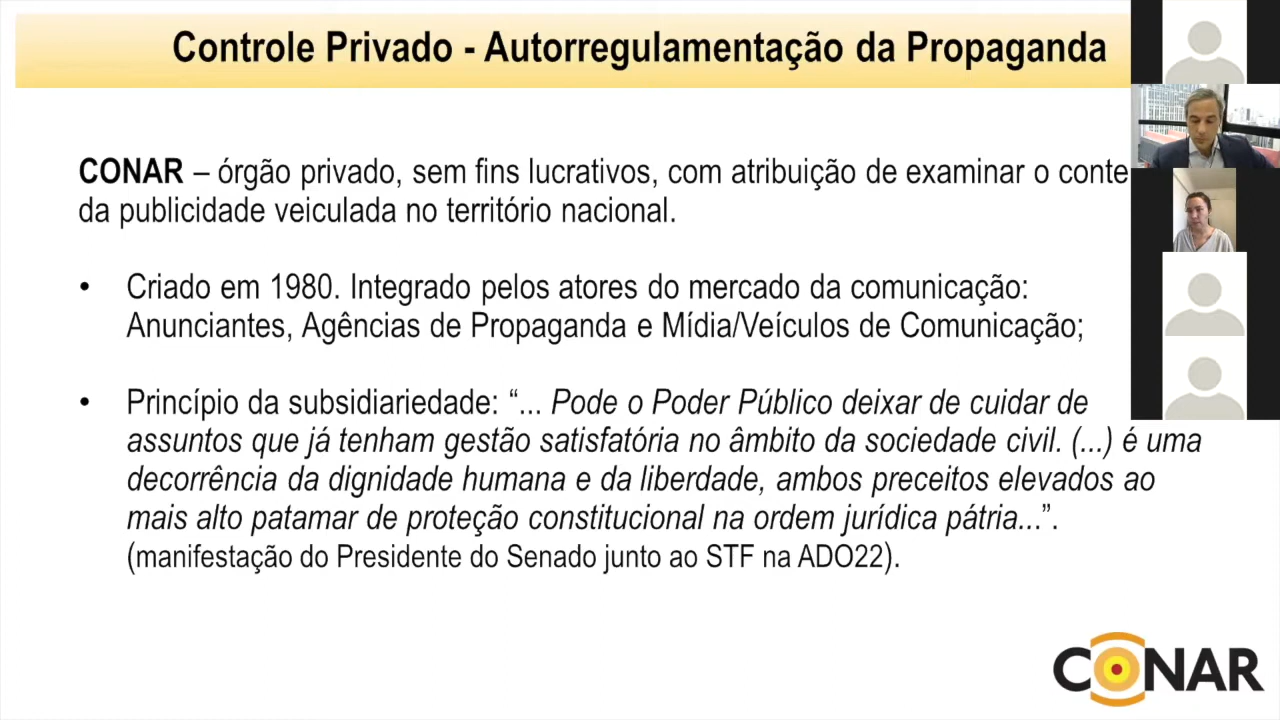 Controle Privado - Autorregulamentação da Propaganda
CONAR – órgão privado, sem fins lucrativos, com atribuição de examinar o conte
da publicidade veiculada no território nacional.
• Criado em 1980. Integrado pelos atores do mercado da comunicação:
Anunciantes, Agências de Propaganda e Mídia/Veículos de Comunicação;
• Princípio da subsidiariedade: “... Pode o Poder Público deixar de cuidar de
assuntos que já tenham gestão satisfatória no âmbito da sociedade civil. (...) é uma
decorrência da dignidade humana e da liberdade, ambos preceitos elevados ao
mais alto patamar de proteção constitucional na ordem jurídica pátria...”.
(manifestação do Presidente do Senado junto ao STF na ADO22).
CONAR